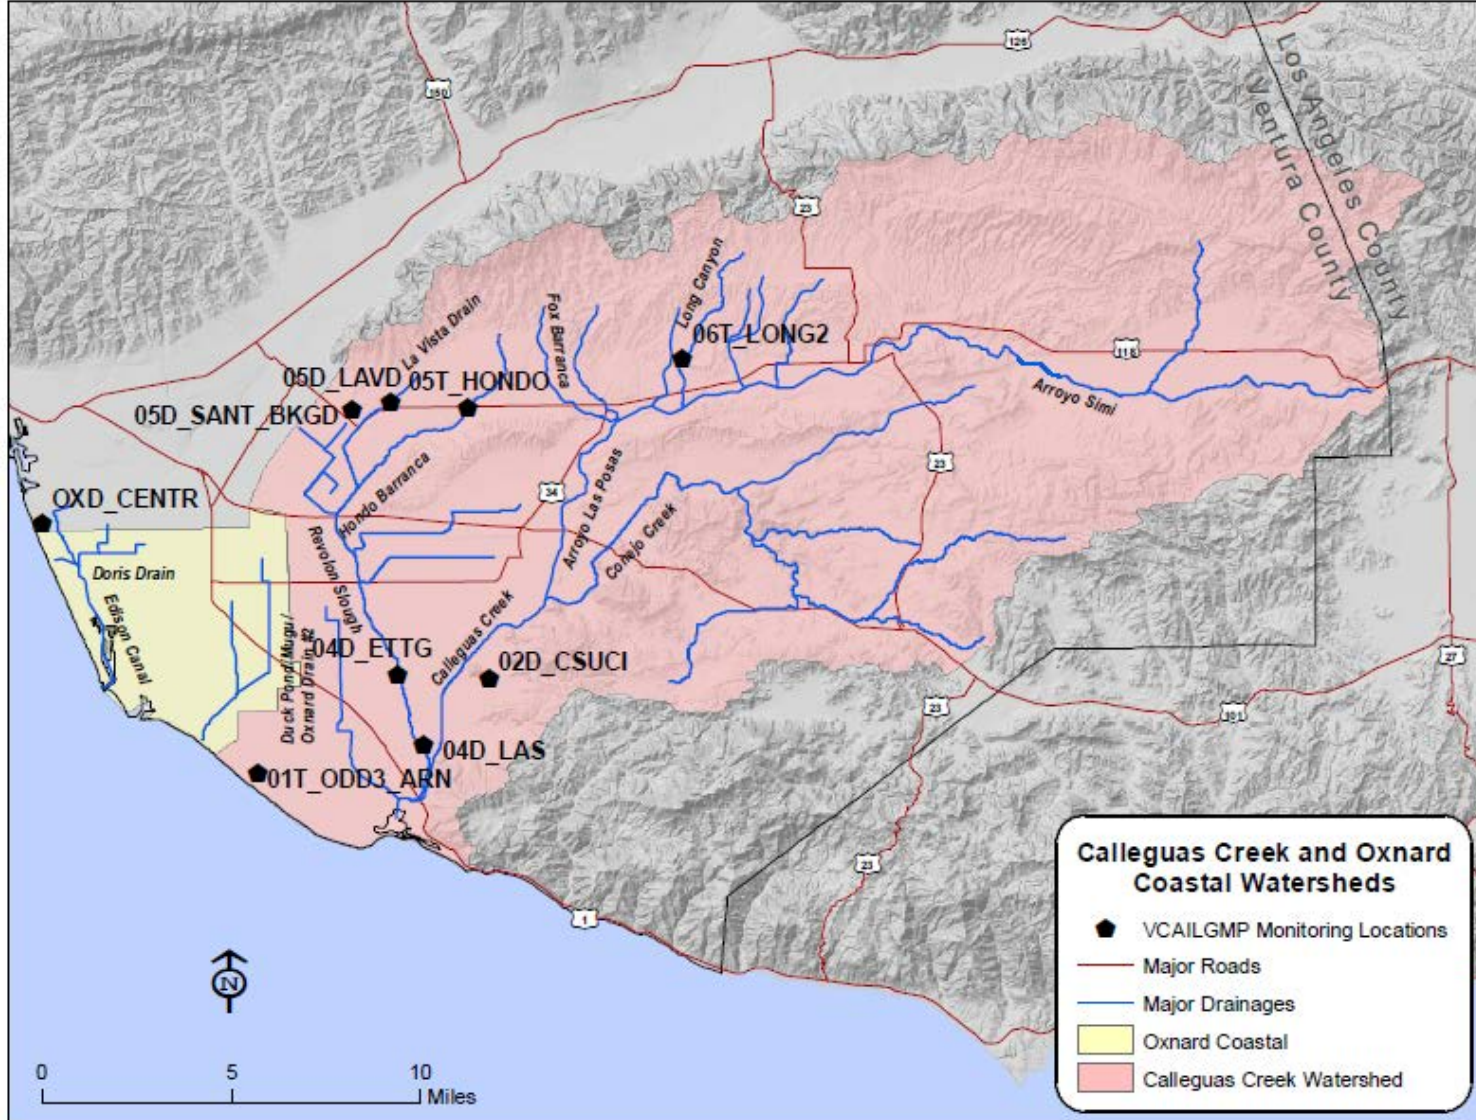 126
150
Los Angeles County
Ventura County
23
Long Canyon
La Vista Drain
Fox Barranca
06T_LONG2
118
05D_LAVD
05T_HONDO
Arroyo Simi
05D_SANT_BKGD
Hondo Barranca
Arroyo Las Posas
23
34
OXD_CENTR
Revolon Slough
Conejo Creek
Doris Drain
Edison Canal
Duck Pond/Mugu/
Oxnard Drain #2
Calleguas Creek
04D_ETTG
02D_CSUCI
27
23
101
04D_LAS
01T_ODD3_ARN
23
1
N
0 5 10
Miles
Calleguas Creek and Oxnard
Coastal Watersheds
VCAILGMP Monitoring Locations
Major Roads
Major Drainages
Oxnard Coastal
Calleguas Creek Watershed